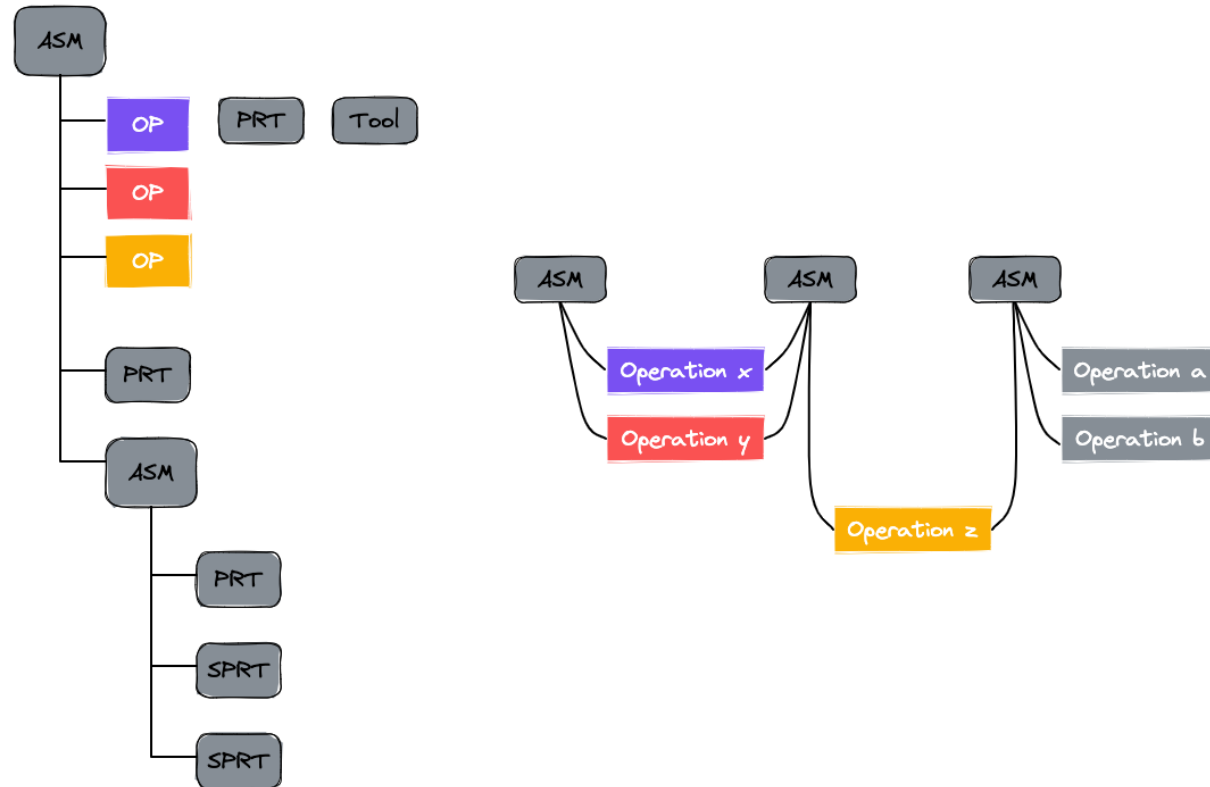 ASM
OP PRT Tool
OP
OP
PRT
ASM
PRT
SPRT
SPRT
ASM ASM ASM
Operation x Operation a
Operation y Operation b
Operation z